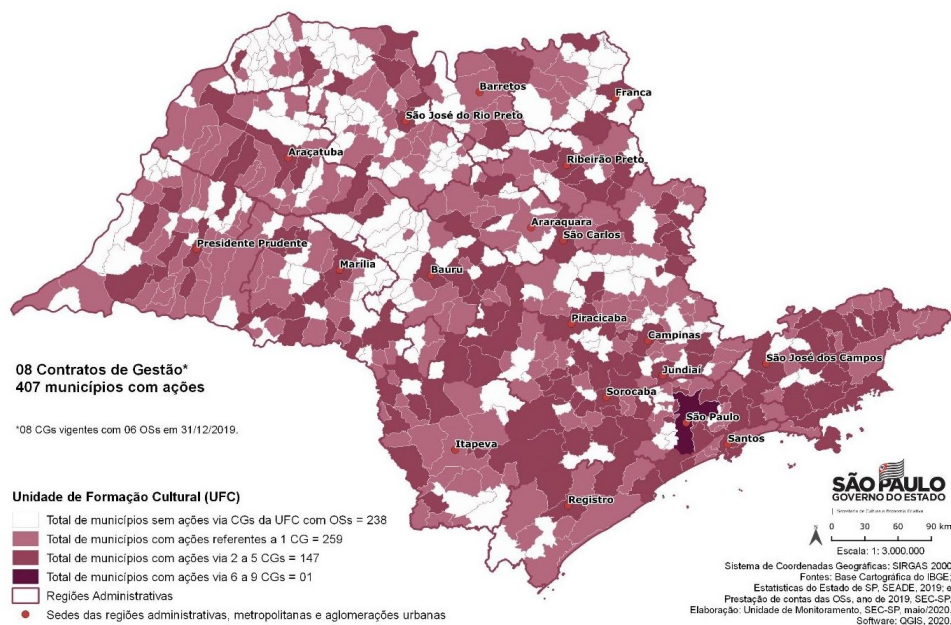 Barretos
Franca
São José do Rio Preto
Araçatuba
Ribeirão Preto
Araraquara
São Carlos
Presidente Prudente
Marília
Bauru
Piracicaba
Campinas
São José dos Campos
Jundiaí
Sorocaba
São Paulo
Santos
Itapeva
Registro
08 Contratos de Gestão*
407 municípios com ações
*08 CGs vigentes com 06 OSs em 31/12/2019.
Unidade de Formação Cultural (UFC)
Total de municípios sem ações via CGs da UFC com OSs = 238
Total de municípios com ações referentes a 1 CG = 259
Total de municípios com ações via 2 a 5 CGs = 147
Total de municípios com ações via 6 a 9 CGs = 01
Regiões Administrativas
Sedes das regiões administrativas, metropolitanas e aglomerações urbanas
SÃO PAULO
GOVERNO DO ESTADO
Secretaria de Cultura e Economia Criativa
N
0 30 60 90 km
Escala: 1: 3.000.000
Sistema de Coordenadas Geográficas: SIRGAS 2000
Fontes: Base Cartográfica do IBGE;
Estatísticas do Estado de SP, SEADE, 2019; e
Prestação de contas das OSs, ano de 2019, SEC-SP.
Elaboração: Unidade de Monitoramento, SEC-SP, maio/2020.
Software: QGIS, 2020.